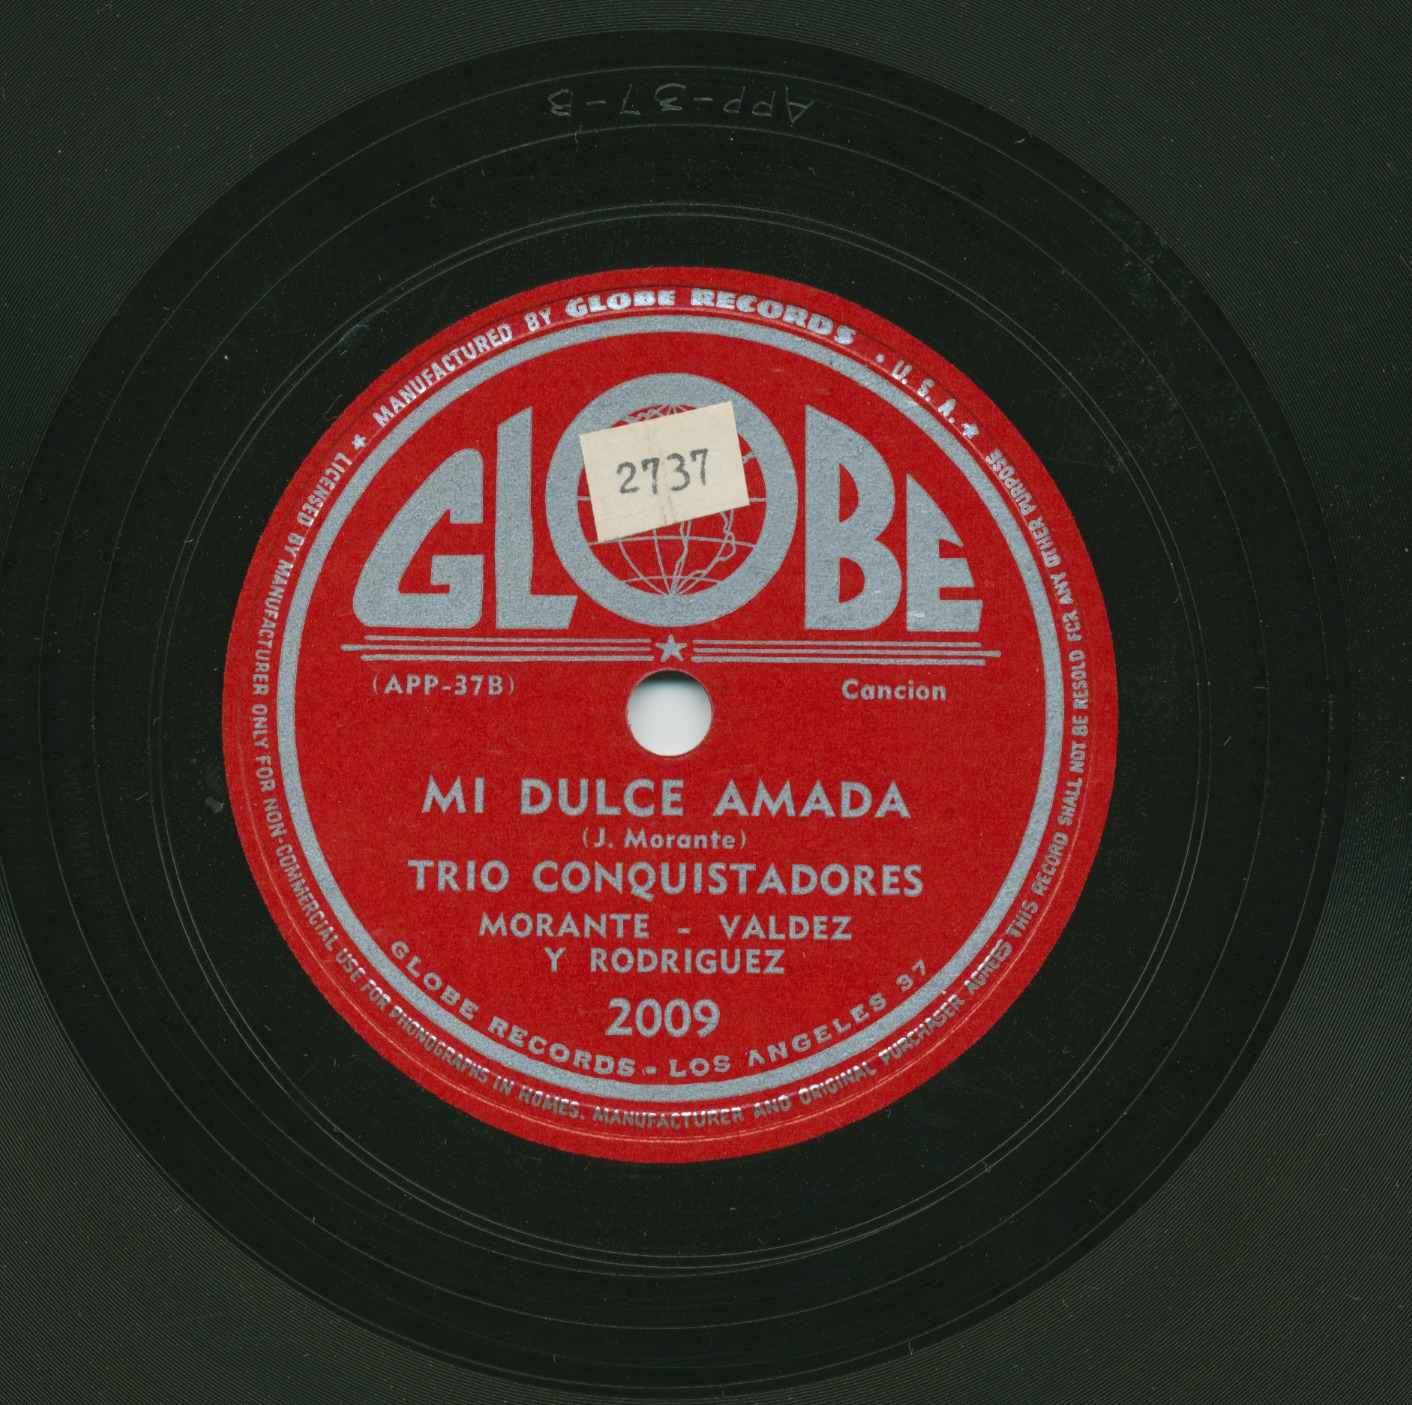 APP-37-B
★ MANUFACTURED BY GLOBE RECORDS • U. S. A. ★
LICENSED BY MANUFACTURER ONLY FOR NON-COMMERCIAL USE FOR PHONOGRAPHS IN HOMES. MANUFACTURER AND ORIGINAL PURCHASER AGREES THIS RECORD SHALL NOT BE RESOLD FOR ANY OTHER PURPOSE
GLOBE
2737
(APP-37B)
Cancion
MI DULCE AMADA
(J. Morante)
TRIO CONQUISTADORES
MORANTE - VALDEZ
Y RODRIGUEZ
2009
GLOBE RECORDS - LOS ANGELES 37